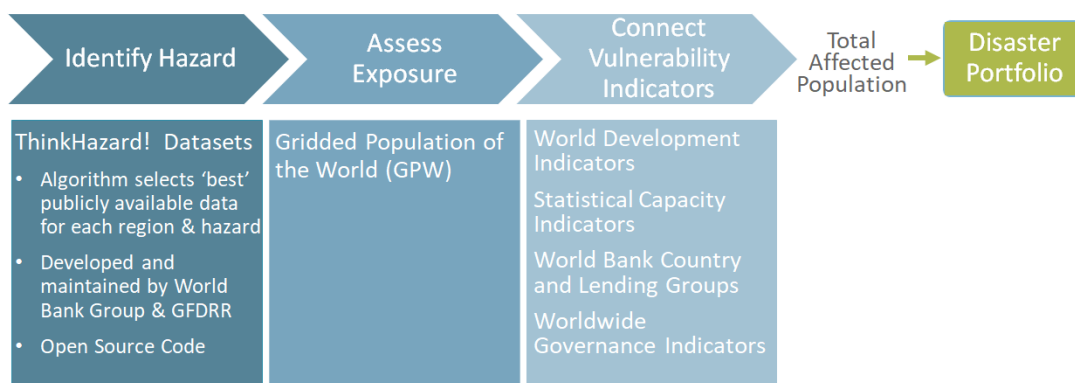 Identify Hazard
Assess
Exposure
Connect
Vulnerability
Indicators
Total
Affected
Population
Disaster
Portfolio
ThinkHazard! Datasets
• Algorithm selects ‘best’
publicly available data
for each region & hazard
• Developed and
maintained by World
Bank Group & GFDRR
• Open Source Code
Gridded Population of
the World (GPW)
World Development
Indicators
Statistical Capacity
Indicators
World Bank Country
and Lending Groups
Worldwide
Governance Indicators